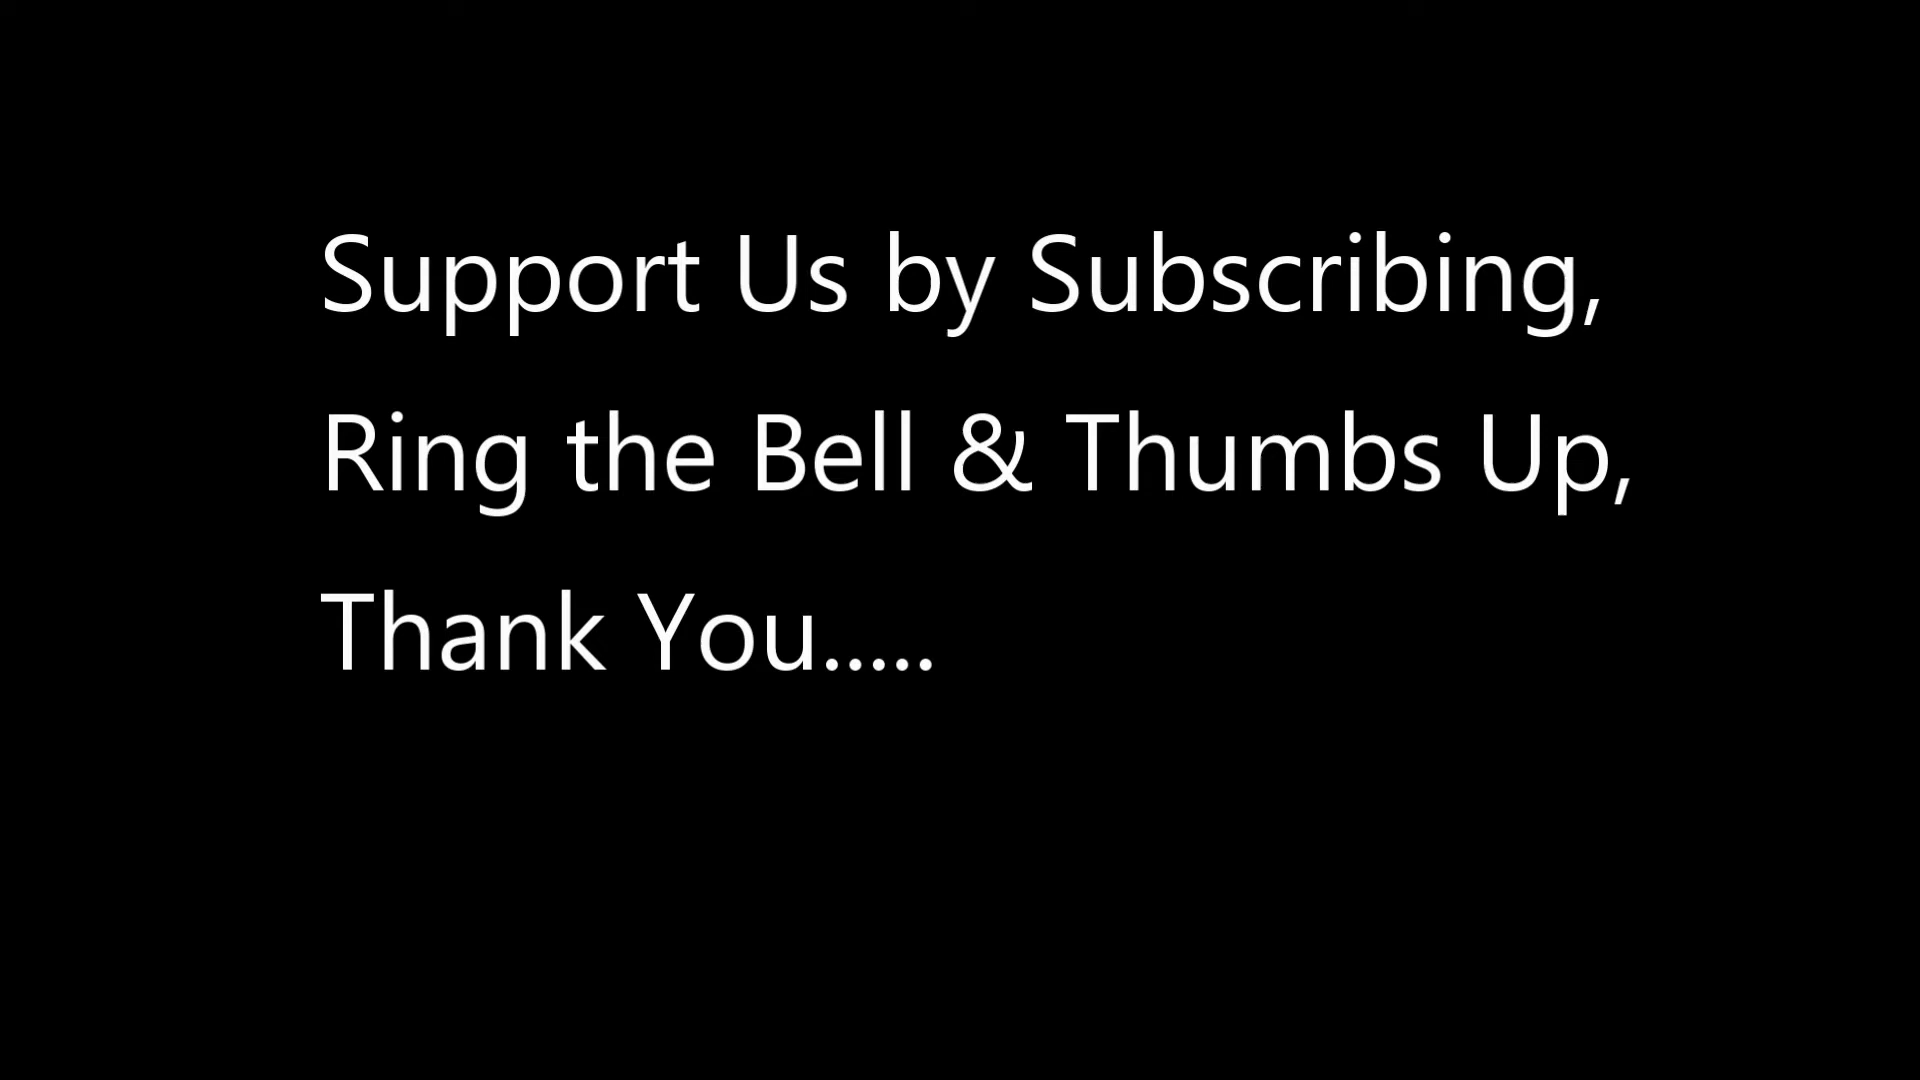 Support Us by Subscribing,
Ring the Bell & Thumbs Up,
Thank You.....